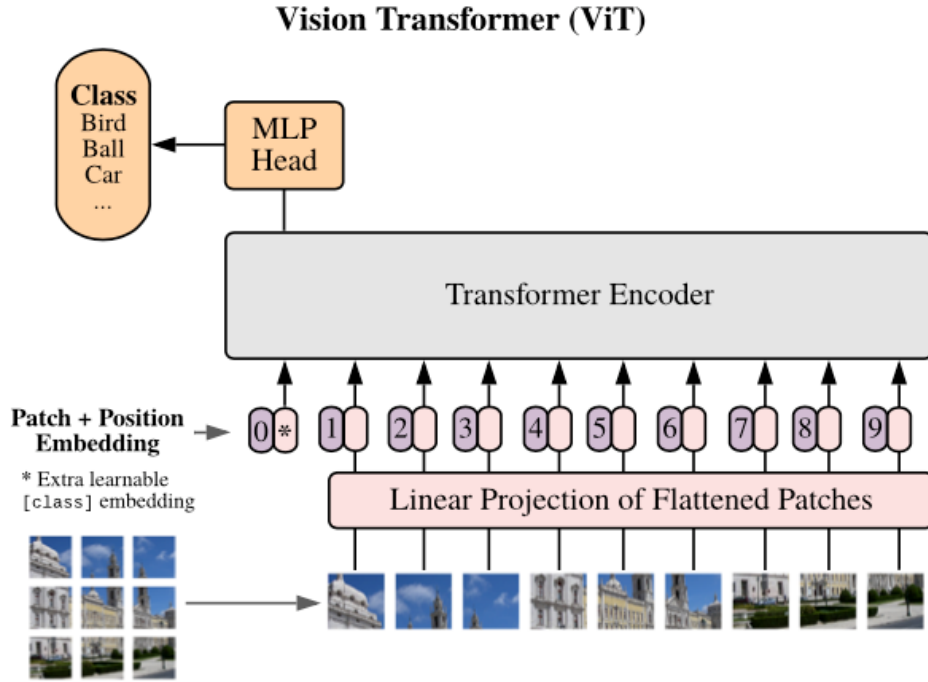 Vision Transformer (ViT)
Class
Bird
Ball
Car
...
MLP
Head
Transformer Encoder
Patch + Position
Embedding
0 * 1 2 3 4 5 6 7 8 9
* Extra learnable
[class] embedding
Linear Projection of Flattened Patches